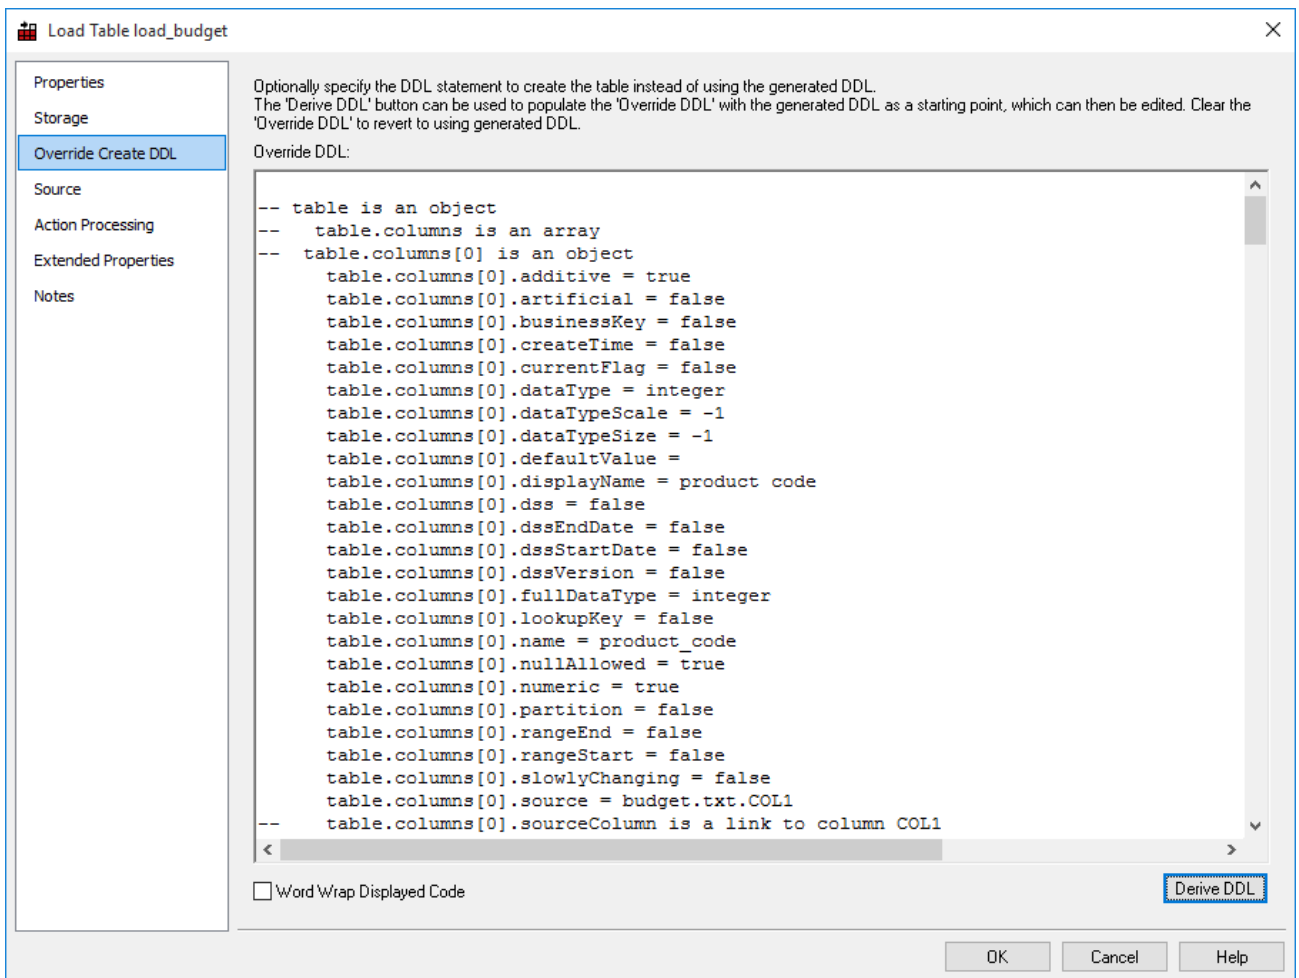 Load Table load_budget
Properties
Storage
Override Create DDL
Source
Action Processing
Extended Properties
Notes
Optionally specify the DDL statement to create the table instead of using the generated DDL.
The 'Derive DDL' button can be used to populate the 'Override DDL' with the generated DDL as a starting point, which can then be edited. Clear the
'Override DDL' to revert to using generated DDL.
Override DDL:
-- table is an object
--   table.columns is an array
--  table.columns[0] is an object
      table.columns[0].additive = true
      table.columns[0].artificial = false
      table.columns[0].businessKey = false
      table.columns[0].createTime = false
      table.columns[0].currentFlag = false
      table.columns[0].dataType = integer
      table.columns[0].dataTypeScale = -1
      table.columns[0].dataTypeSize = -1
      table.columns[0].defaultValue =
      table.columns[0].displayName = product code
      table.columns[0].dss = false
      table.columns[0].dssEndDate = false
      table.columns[0].dssStartDate = false
      table.columns[0].dssVersion = false
      table.columns[0].fullDataType = integer
      table.columns[0].lookupKey = false
      table.columns[0].name = product_code
      table.columns[0].nullAllowed = true
      table.columns[0].numeric = true
      table.columns[0].partition = false
      table.columns[0].rangeEnd = false
      table.columns[0].rangeStart = false
      table.columns[0].slowlyChanging = false
      table.columns[0].source = budget.txt.COL1
--    table.columns[0].sourceColumn is a link to column COL1
Word Wrap Displayed Code
Derive DDL
OK
Cancel
Help